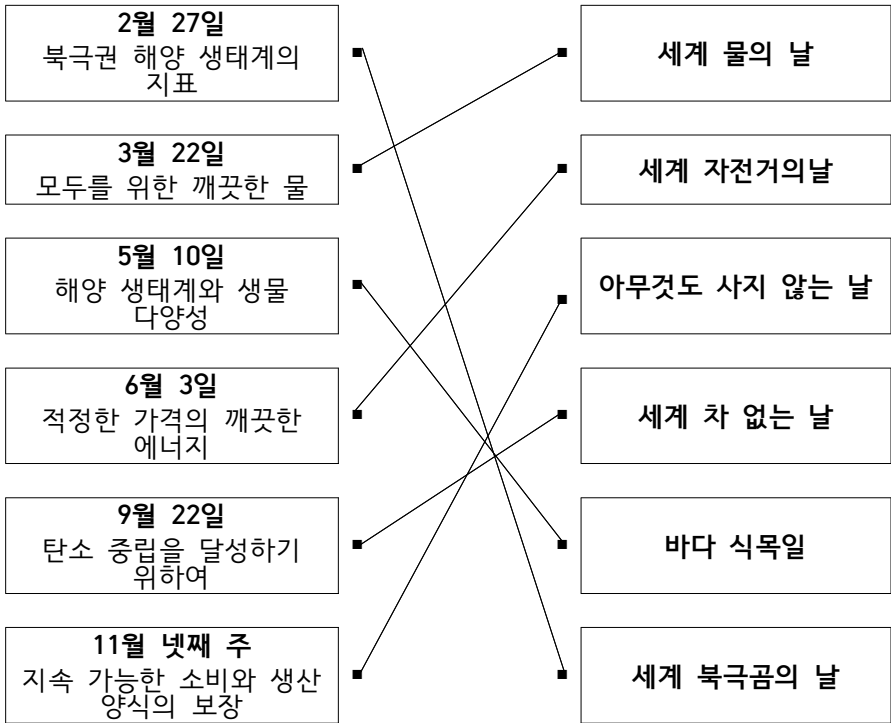 2월 27일
북극권 해양 생태계의
지표
세계 물의 날
3월 22일
모두를 위한 깨끗한 물
세계 자전거의날
5월 10일
해양 생태계와 생물
다양성
아무것도 사지 않는 날
6월 3일
적정한 가격의 깨끗한
에너지
세계 차 없는 날
9월 22일
탄소 중립을 달성하기
위하여
바다 식목일
11월 넷째 주
지속 가능한 소비와 생산
양식의 보장
세계 북극곰의 날